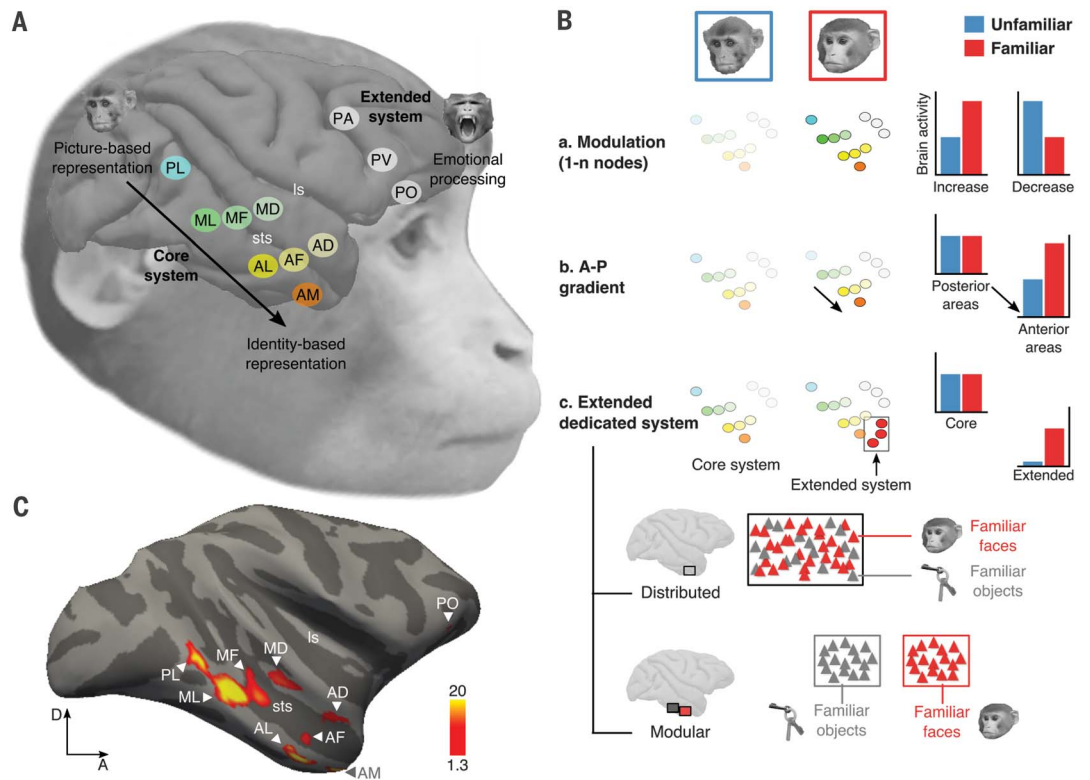 A
Extended
system
PA
Picture-based
representation
PL
PV
Emotional
processing
ls
PO
ML
MF
MD
sts
Core
system
AL
AF
AD
AM
Identity-based
representation
B
Unfamiliar
Familiar
a. Modulation
(1-n nodes)
Brain activity
Increase
Decrease
b. A-P
gradient
Posterior
areas
Anterior
areas
c. Extended
dedicated system
Core
Core system
Extended system
Extended
Distributed
Familiar
faces
Familiar
objects
Modular
Familiar
objects
Familiar
faces
C
PO
ls
MD
MF
PL
ML
sts
AD
AL
AF
AM
D
A
20
1.3